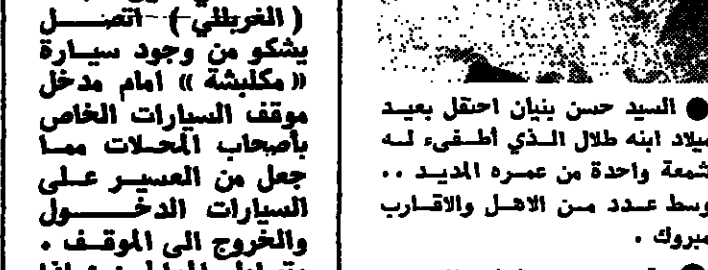 ● السيد حسن بنيان احتفل بعيد
ميلاد ابنه طلال الذي أطفىء له
شمعة واحدة من عمره المديد ..
وسط عدد من الاهل والاقارب
مبروك .
( الغربللي ) اتصل
يشكو من وجود سيارة
« مكلبشة » امام مدخل
موقف السيارات الخاص
بأصحاب المحلات مما
جعل من العسير على
السيارات الدخول
والخروج الى الموقف .